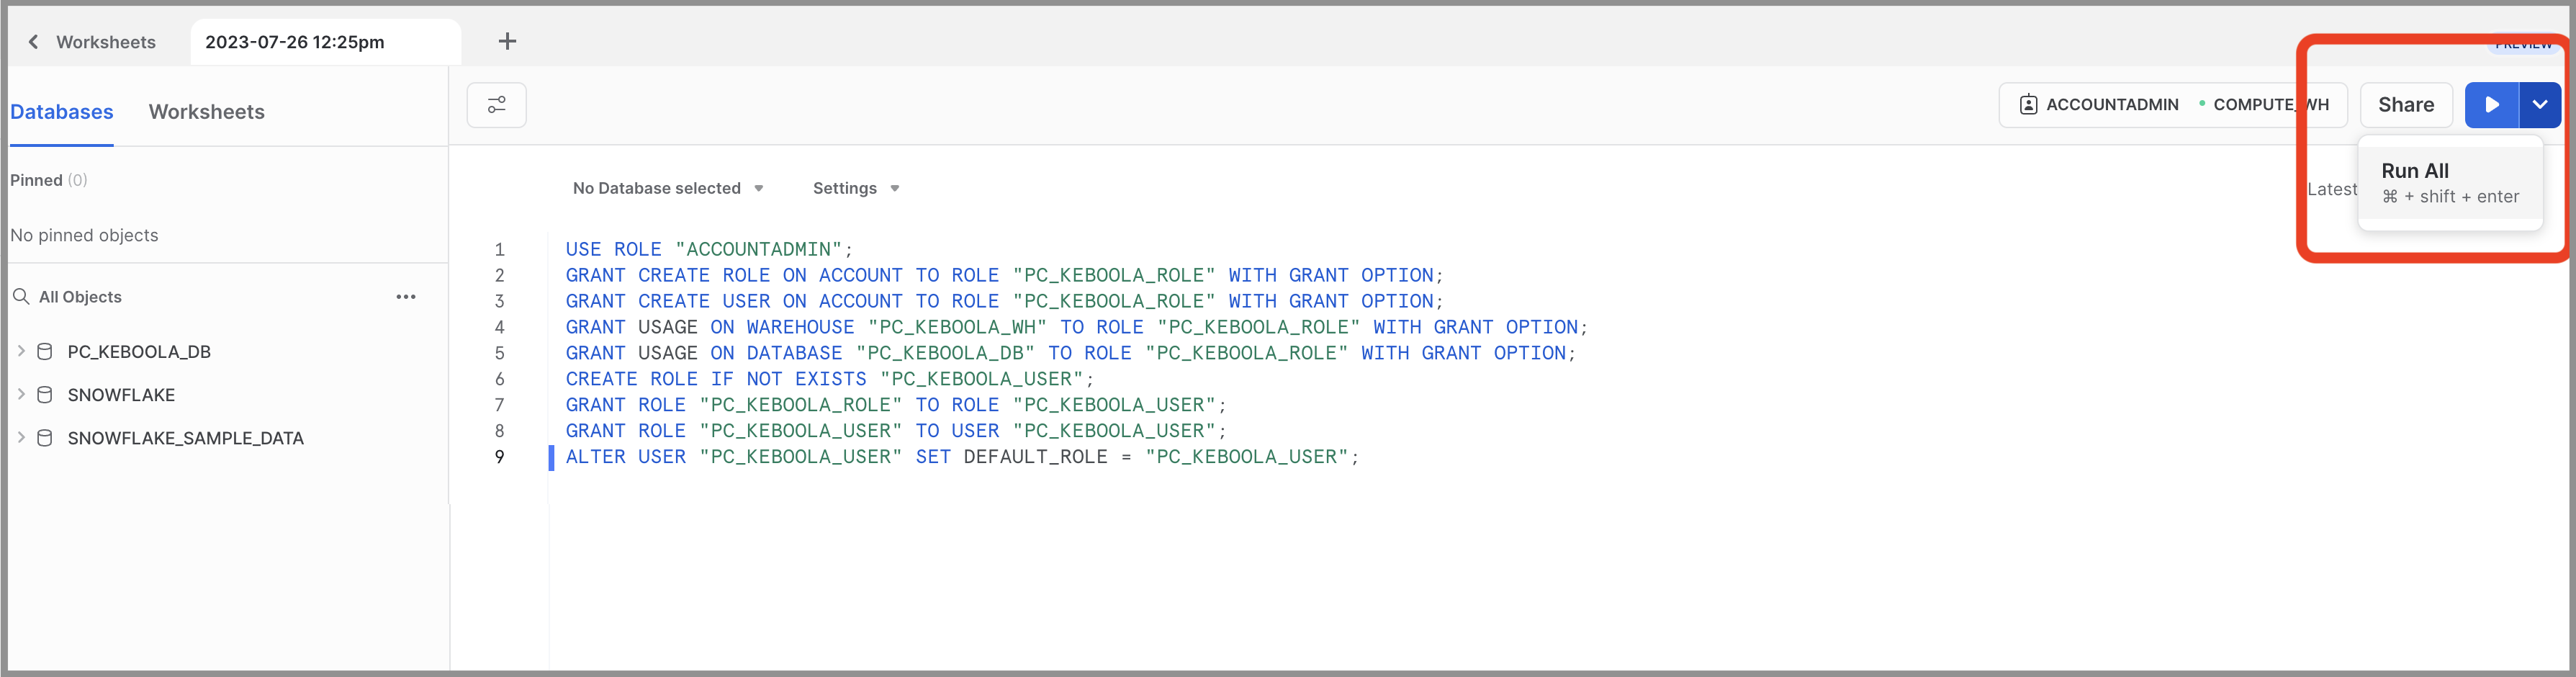 Worksheets
2023-07-26 12:25pm
PREVIEW
Databases
Worksheets
ACCOUNTADMIN
COMPUTE_WH
Share
Run All
⌘ + shift + enter
Pinned (0)
No Database selected
Settings
Latest
No pinned objects
All Objects
PC_KEBOOLA_DB
SNOWFLAKE
SNOWFLAKE_SAMPLE_DATA
1 USE ROLE "ACCOUNTADMIN";
2 GRANT CREATE ROLE ON ACCOUNT TO ROLE "PC_KEBOOLA_ROLE" WITH GRANT OPTION;
3 GRANT CREATE USER ON ACCOUNT TO ROLE "PC_KEBOOLA_ROLE" WITH GRANT OPTION;
4 GRANT USAGE ON WAREHOUSE "PC_KEBOOLA_WH" TO ROLE "PC_KEBOOLA_ROLE" WITH GRANT OPTION;
5 GRANT USAGE ON DATABASE "PC_KEBOOLA_DB" TO ROLE "PC_KEBOOLA_ROLE" WITH GRANT OPTION;
6 CREATE ROLE IF NOT EXISTS "PC_KEBOOLA_USER";
7 GRANT ROLE "PC_KEBOOLA_ROLE" TO ROLE "PC_KEBOOLA_USER";
8 GRANT ROLE "PC_KEBOOLA_USER" TO USER "PC_KEBOOLA_USER";
9 ALTER USER "PC_KEBOOLA_USER" SET DEFAULT_ROLE = "PC_KEBOOLA_USER";